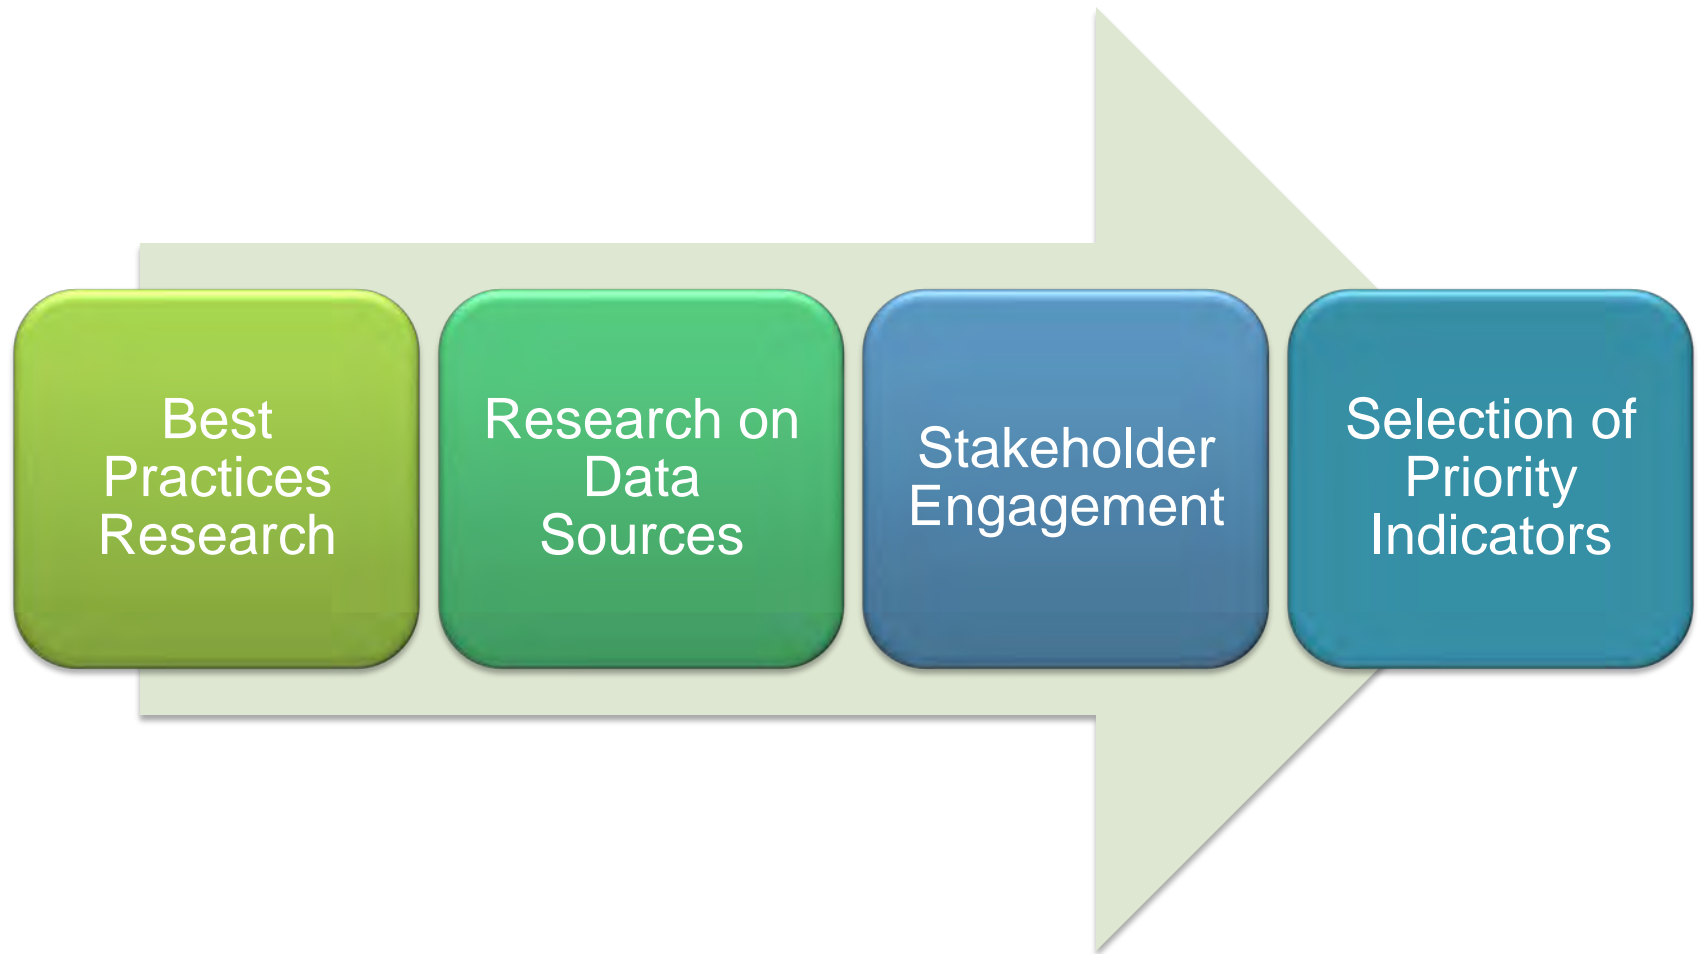 Best
Practices
Research
Research on
Data
Sources
Stakeholder
Engagement
Selection of
Priority
Indicators